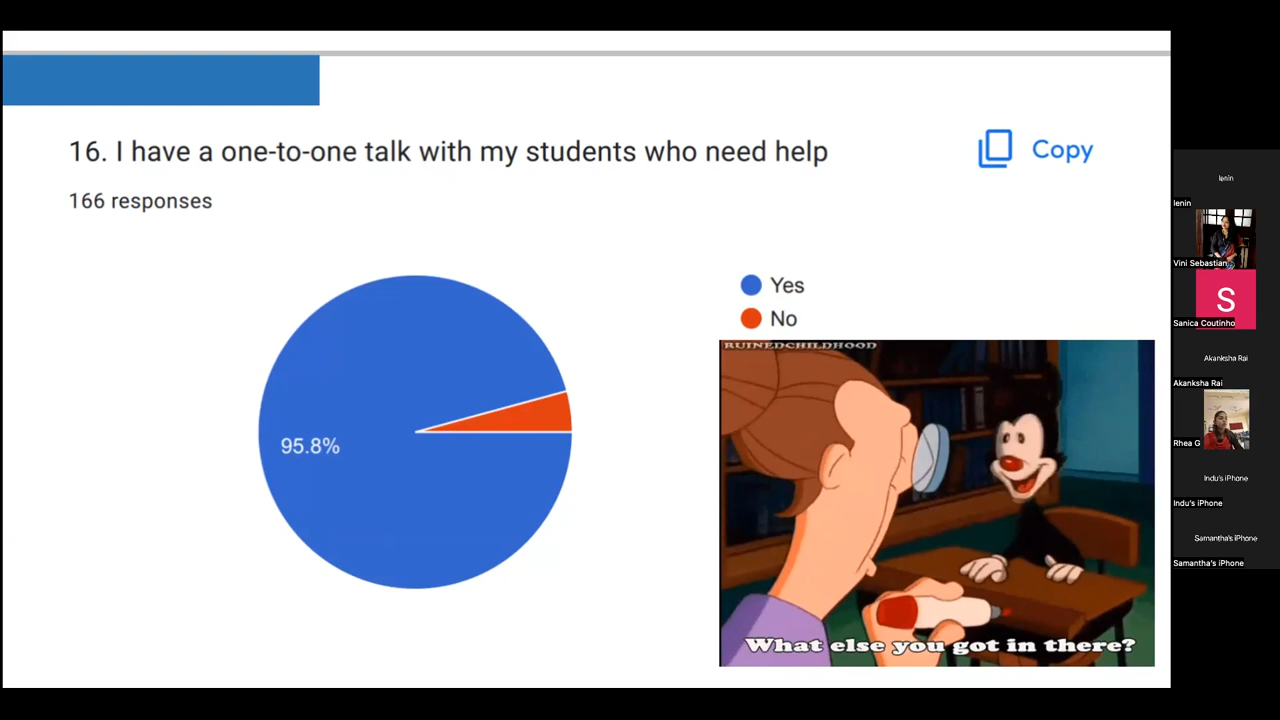 16. I have a one-to-one talk with my students who need help
Copy
166 responses
Yes
No
95.8%
RUINEDCHILDHOOD
What else you got in there?
lenin
lenin
Vini Sebastian
S
Sanica Coutinho
Akanksha Rai
Akanksha Rai
Rhea G
Indu's iPhone
Indu's iPhone
Samantha's iPhone
Samantha's iPhone